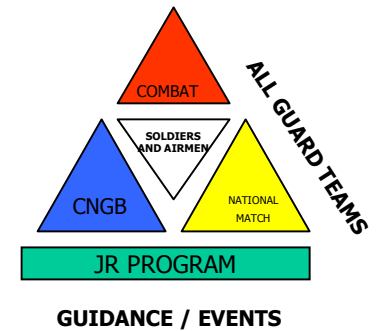 COMBAT
ALL GUARD TEAMS
SOLDIERS
AND AIRMEN
CNGB
NATIONAL
MATCH
JR PROGRAM
GUIDANCE / EVENTS